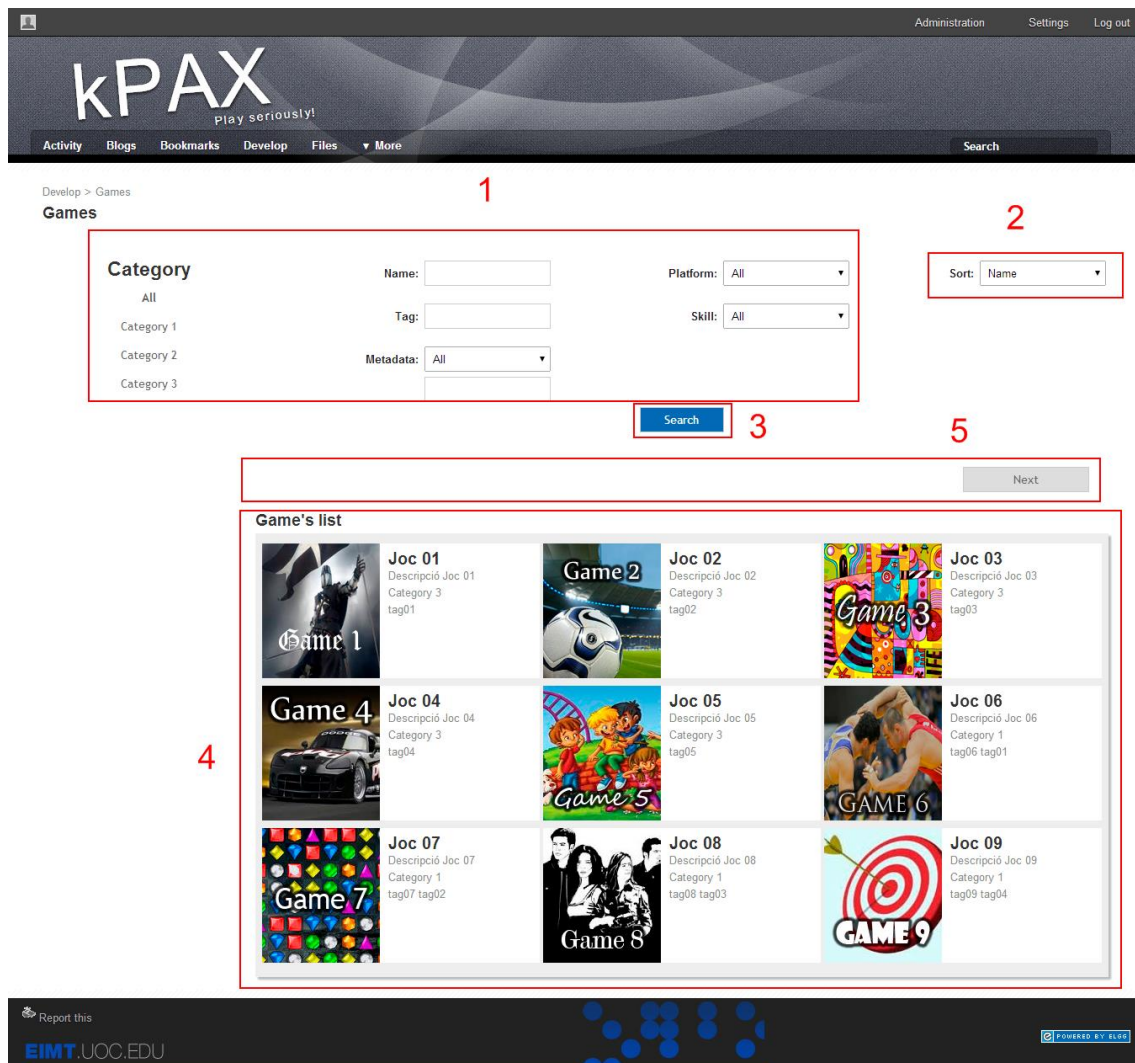 Administration Settings Log out
kPAX
Play seriously!
Activity Blogs Bookmarks Develop Files ▼ More Search
Develop > Games
1
Games
2
Category
All
Category 1
Category 2
Category 3
Name:
Tag:
Metadata: All
Platform: All
Skill: All
Sort: Name
Search
3
5
Next
Game's list
4
Game 1
Joc 01
Descripció Joc 01
Category 3
tag01
Game 2
Joc 02
Descripció Joc 02
Category 3
tag02
Game 3
Joc 03
Descripció Joc 03
Category 3
tag03
Game 4
Joc 04
Descripció Joc 04
Category 3
tag04
Game 5
Joc 05
Descripció Joc 05
Category 3
tag05
GAME 6
Joc 06
Descripció Joc 06
Category 1
tag06 tag01
Game 7
Joc 07
Descripció Joc 07
Category 1
tag07 tag02
Game 8
Joc 08
Descripció Joc 08
Category 1
tag08 tag03
GAME 9
Joc 09
Descripció Joc 09
Category 1
tag09 tag04
Report this
EIMT.UOC.EDU
POWERED BY ELGG